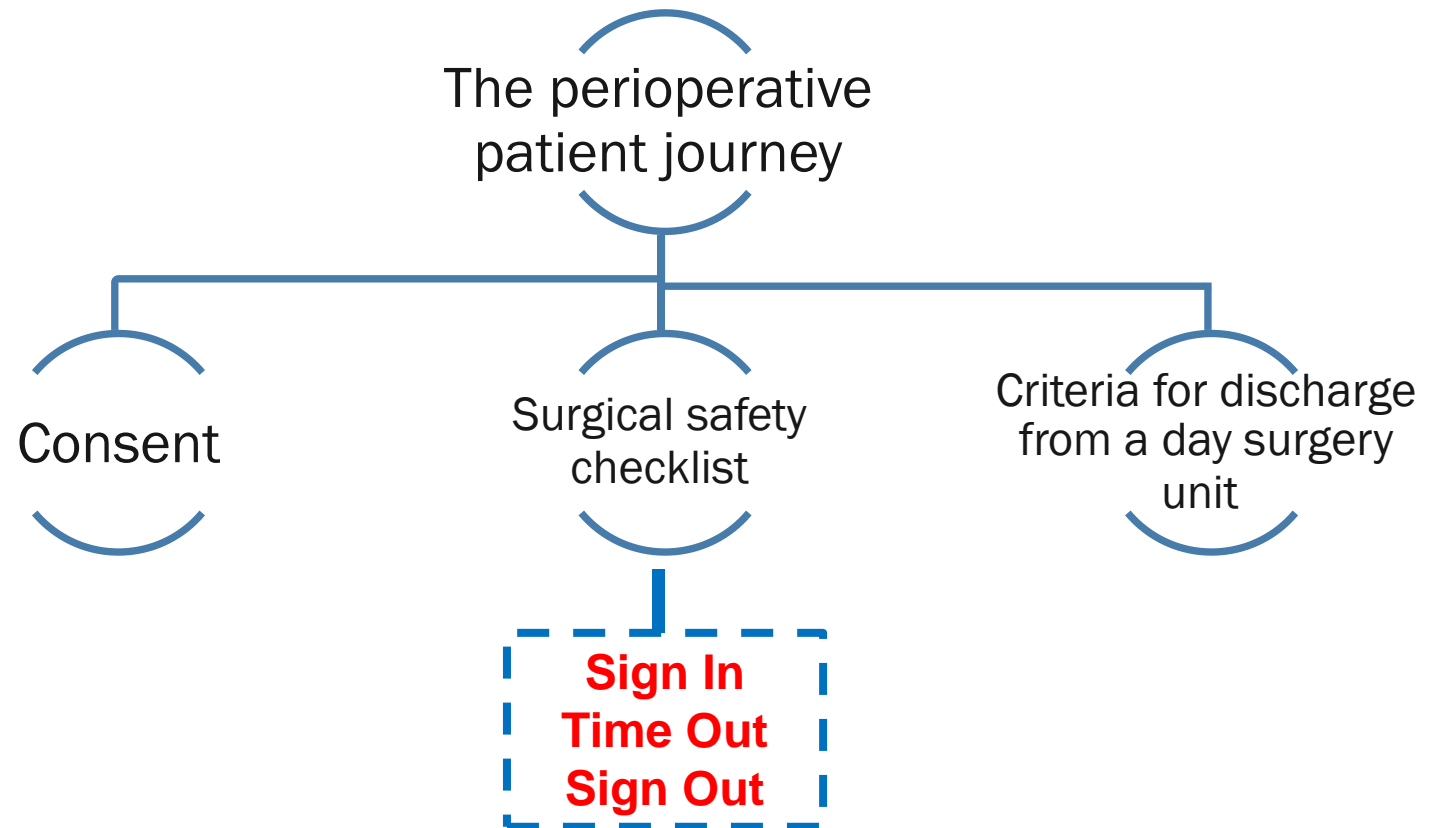 The perioperative
patient journey
Consent
Surgical safety
checklist
Criteria for discharge
from a day surgery
unit
Sign In
Time Out
Sign Out